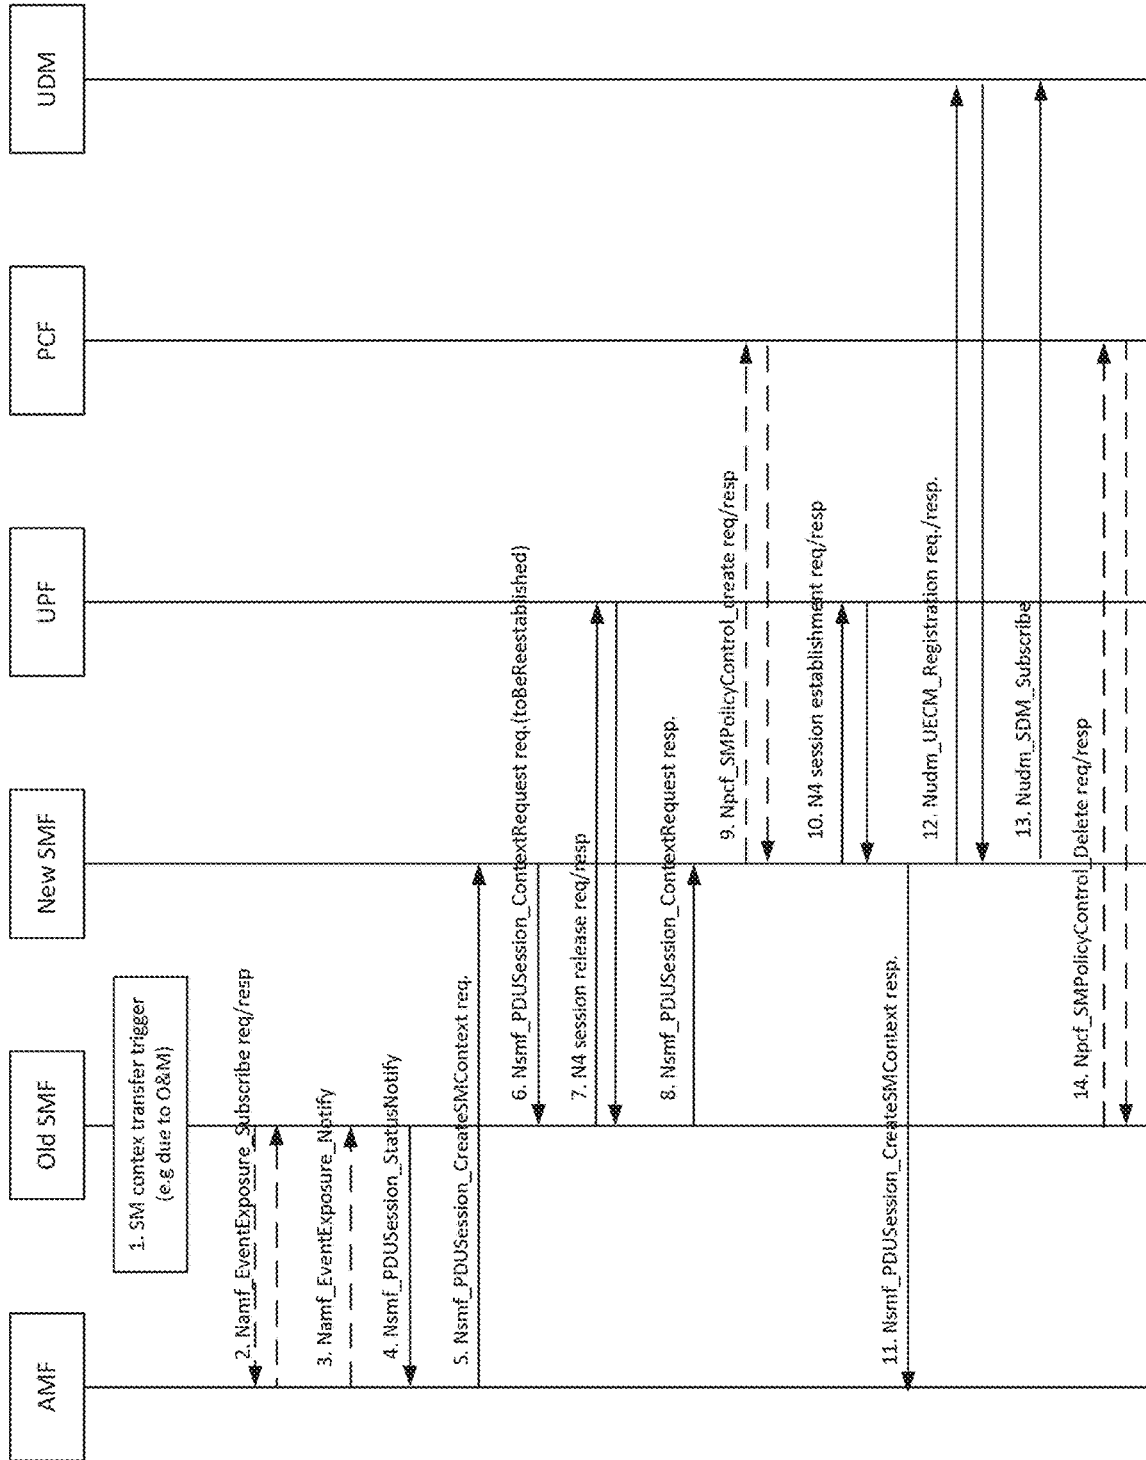 AMF
Old SMF
New SMF
UPF
PCF
UDM
1. SM contex transfer trigger
(e.g due to O&M)
2. Namf_EventExposure_Subscribe req/resp
3. Namf_EventExposure_Notify
4. Nsmf_PDUSession_StatusNotify
5. Nsmf_PDUSession_CreateSMContext req.
6. Nsmf_PDUSession_ContextRequest req.(toBeReestablished)
7. N4 session release req/resp
8. Nsmf_PDUSession_ContextRequest resp.
9. Npcf_SMPolicyControl_create req/resp
10. N4 session establishment req/resp
11. Nsmf_PDUSession_CreateSMContext resp.
12. Nudm_UECM_Registration req./resp.
13. Nudm_SDM_Subscribe
14. Npcf_SMPolicyControl_Delete req/resp